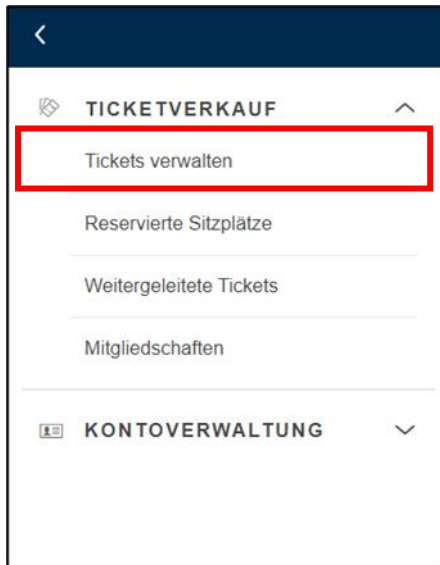 TICKETVERKAUF
Tickets verwalten
Reservierte Sitzplätze
Weitergeleitete Tickets
Mitgliedschaften
KONTOVERWALTUNG